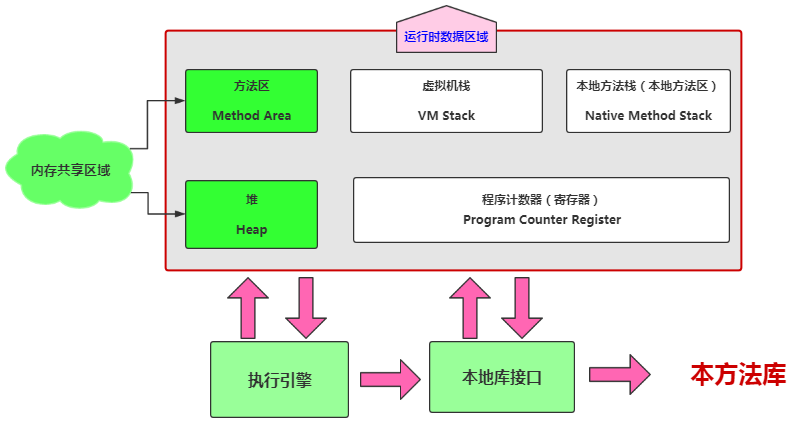 运行时数据区域
方法区
Method Area
虚拟机栈
VM Stack
本地方法栈（本地方法区）
Native Method Stack
内存共享区域
堆
Heap
程序计数器（寄存器）
Program Counter Register
执行引擎
本地库接口
本方法库